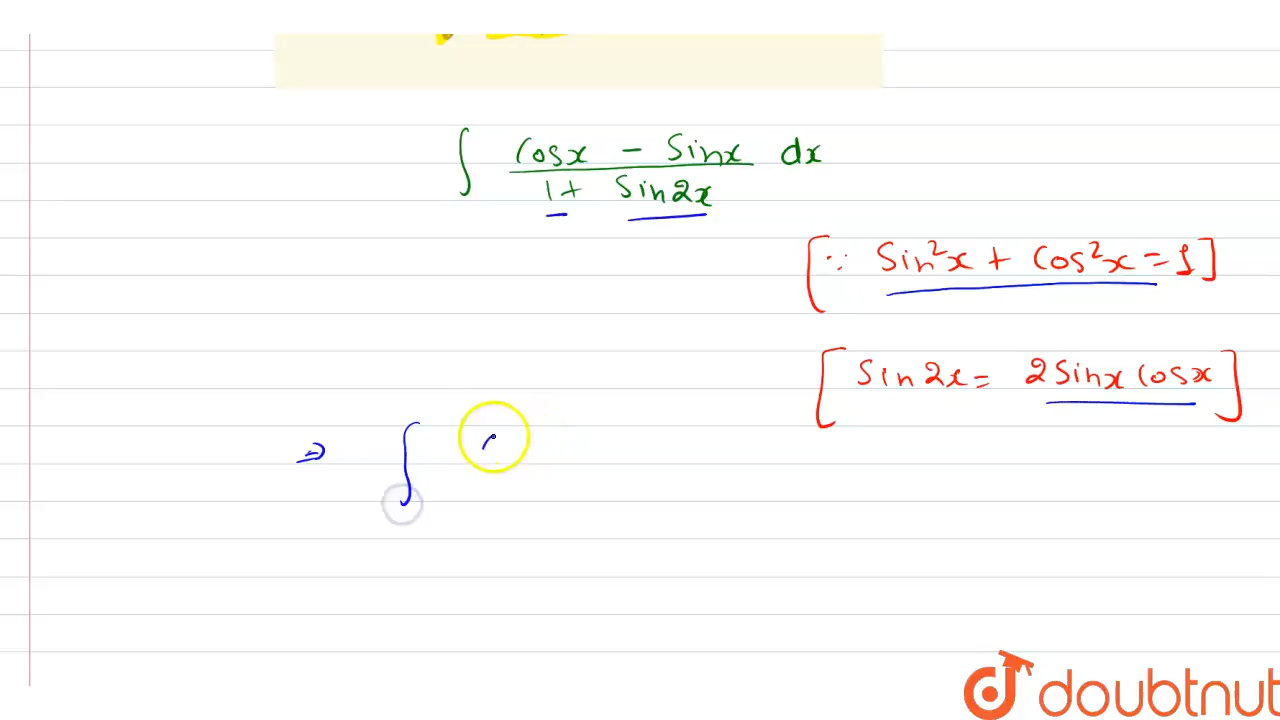 ∫ (cosx - Sinx)/(1 + Sin2x) dx
[∵ Sin²x + cos²x = 1]
[Sin2x = 2Sinx cosx]
⇒ ∫
doubtnut